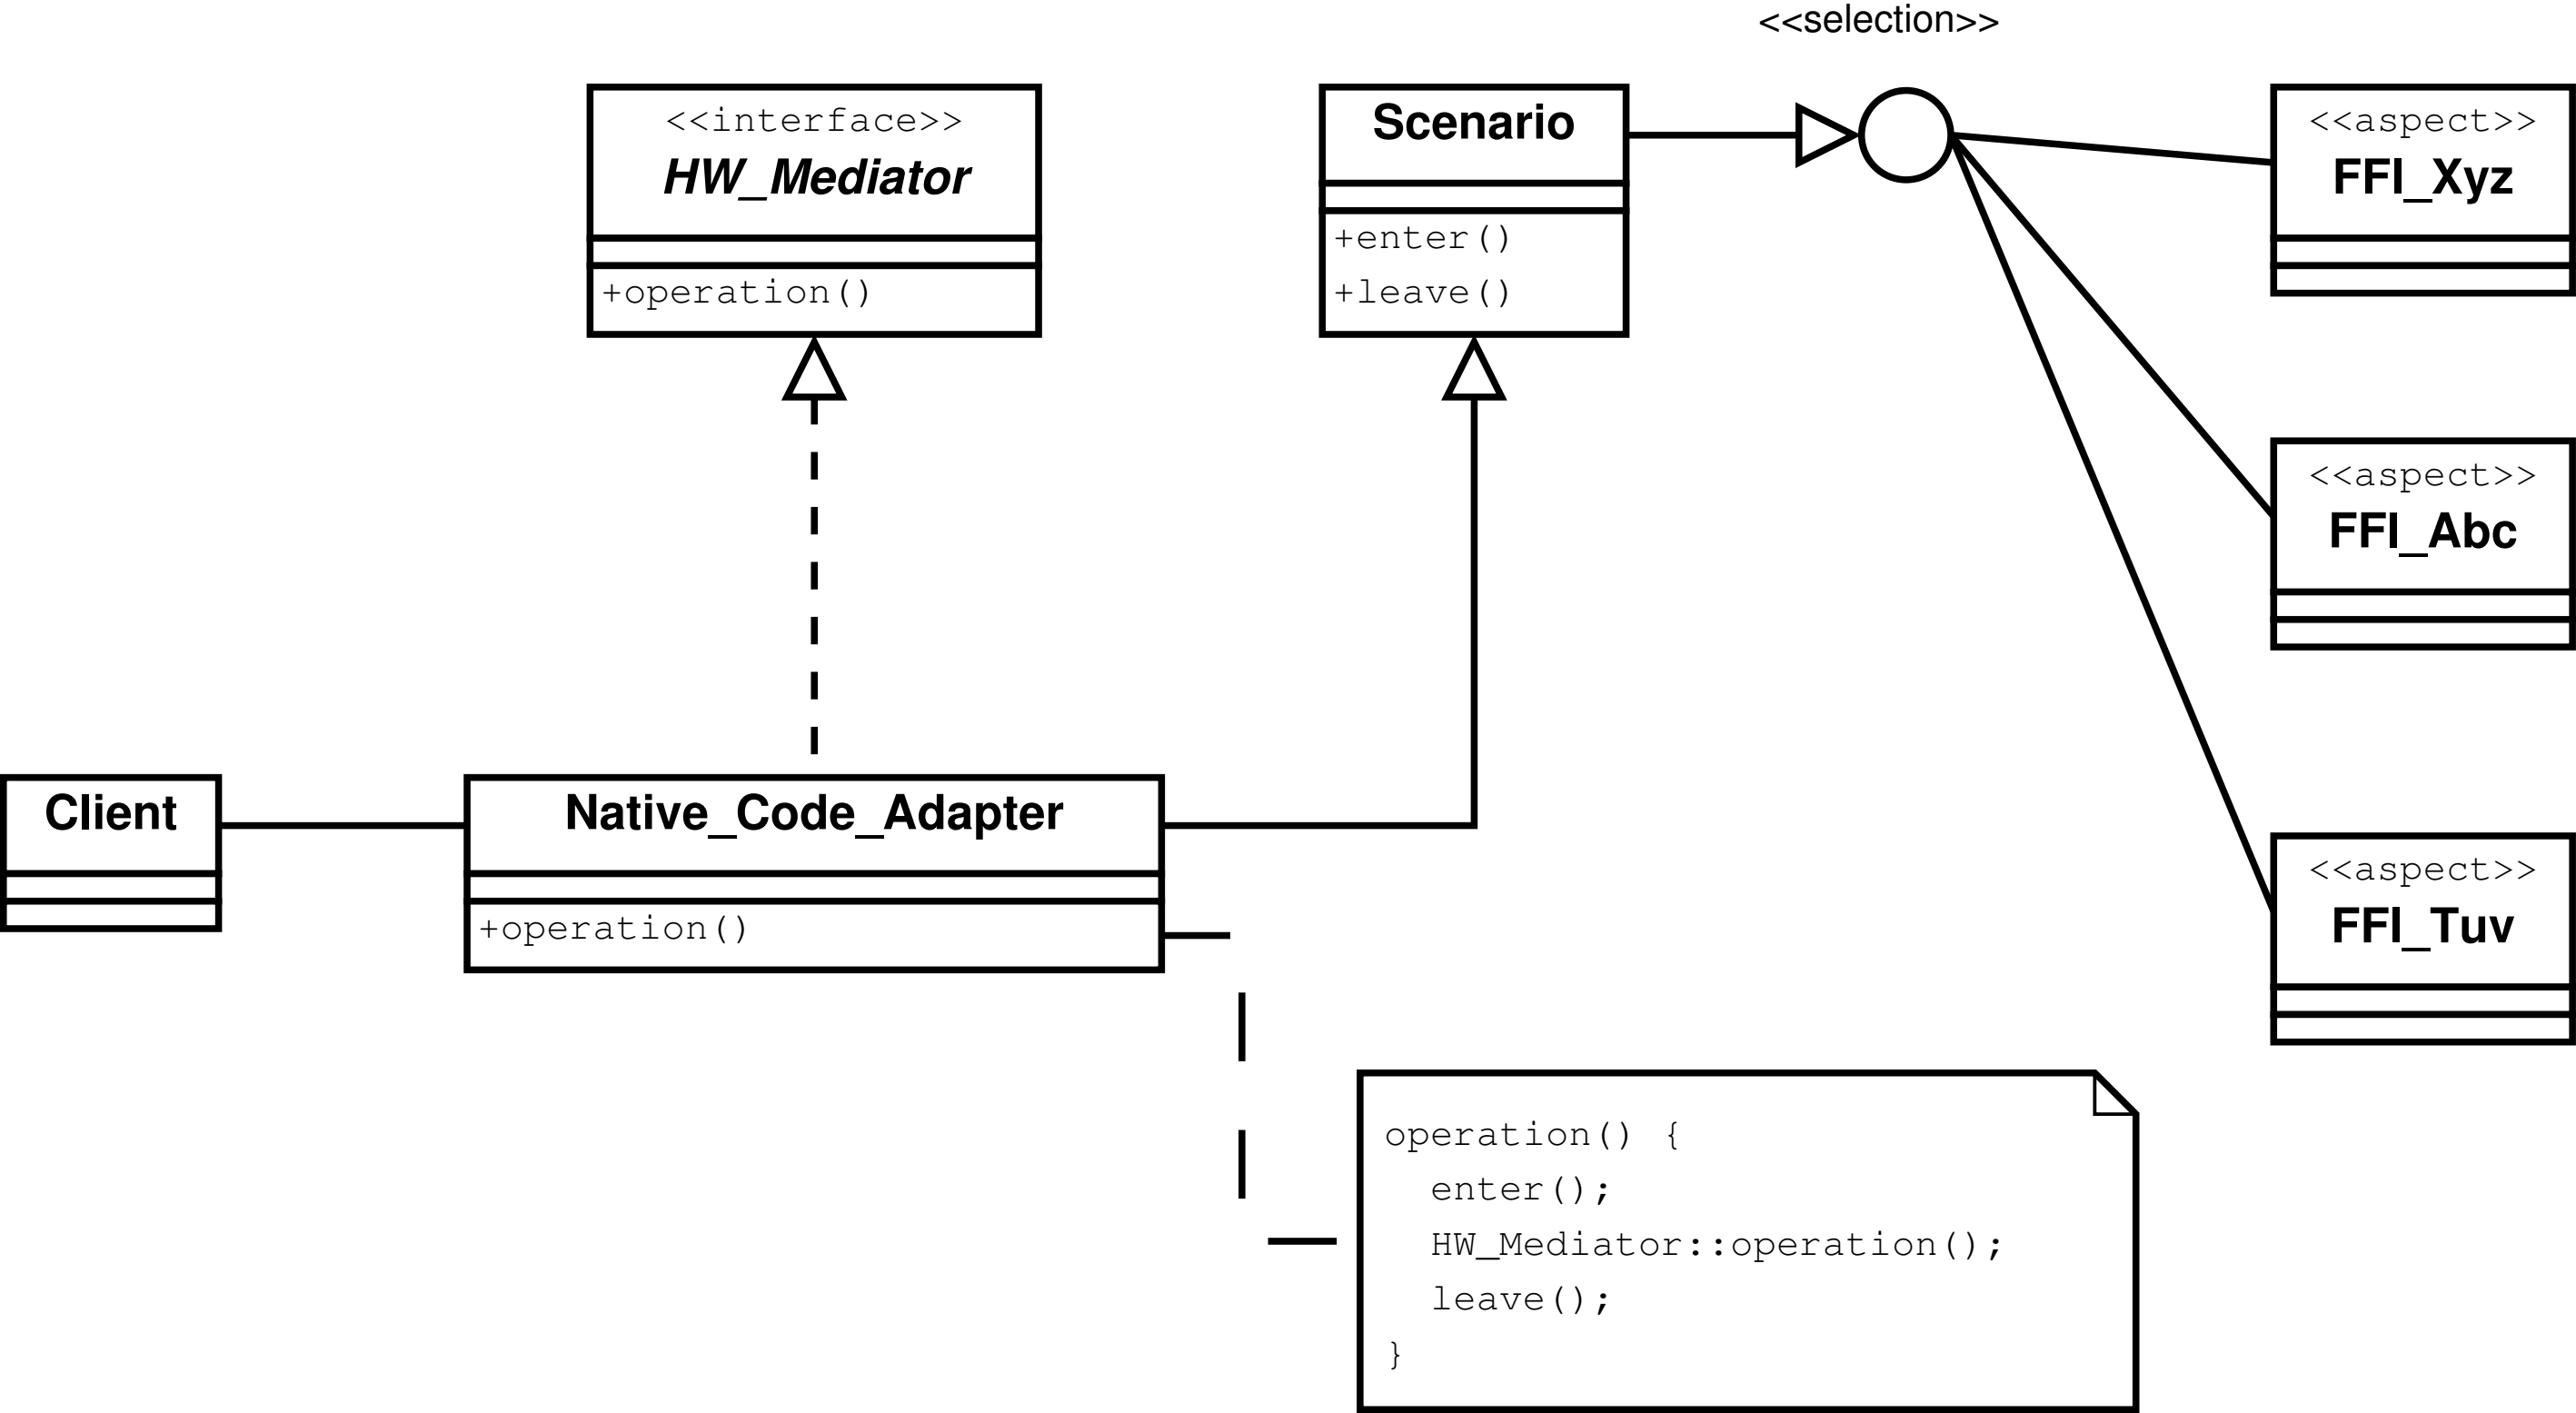 <<selection>>
<<interface>>
HW_Mediator
+operation()
Scenario
+enter()
+leave()
<<aspect>>
FFI_Xyz
<<aspect>>
FFI_Abc
Client
Native_Code_Adapter
+operation()
<<aspect>>
FFI_Tuv
operation() {
  enter();
  HW_Mediator::operation();
  leave();
}